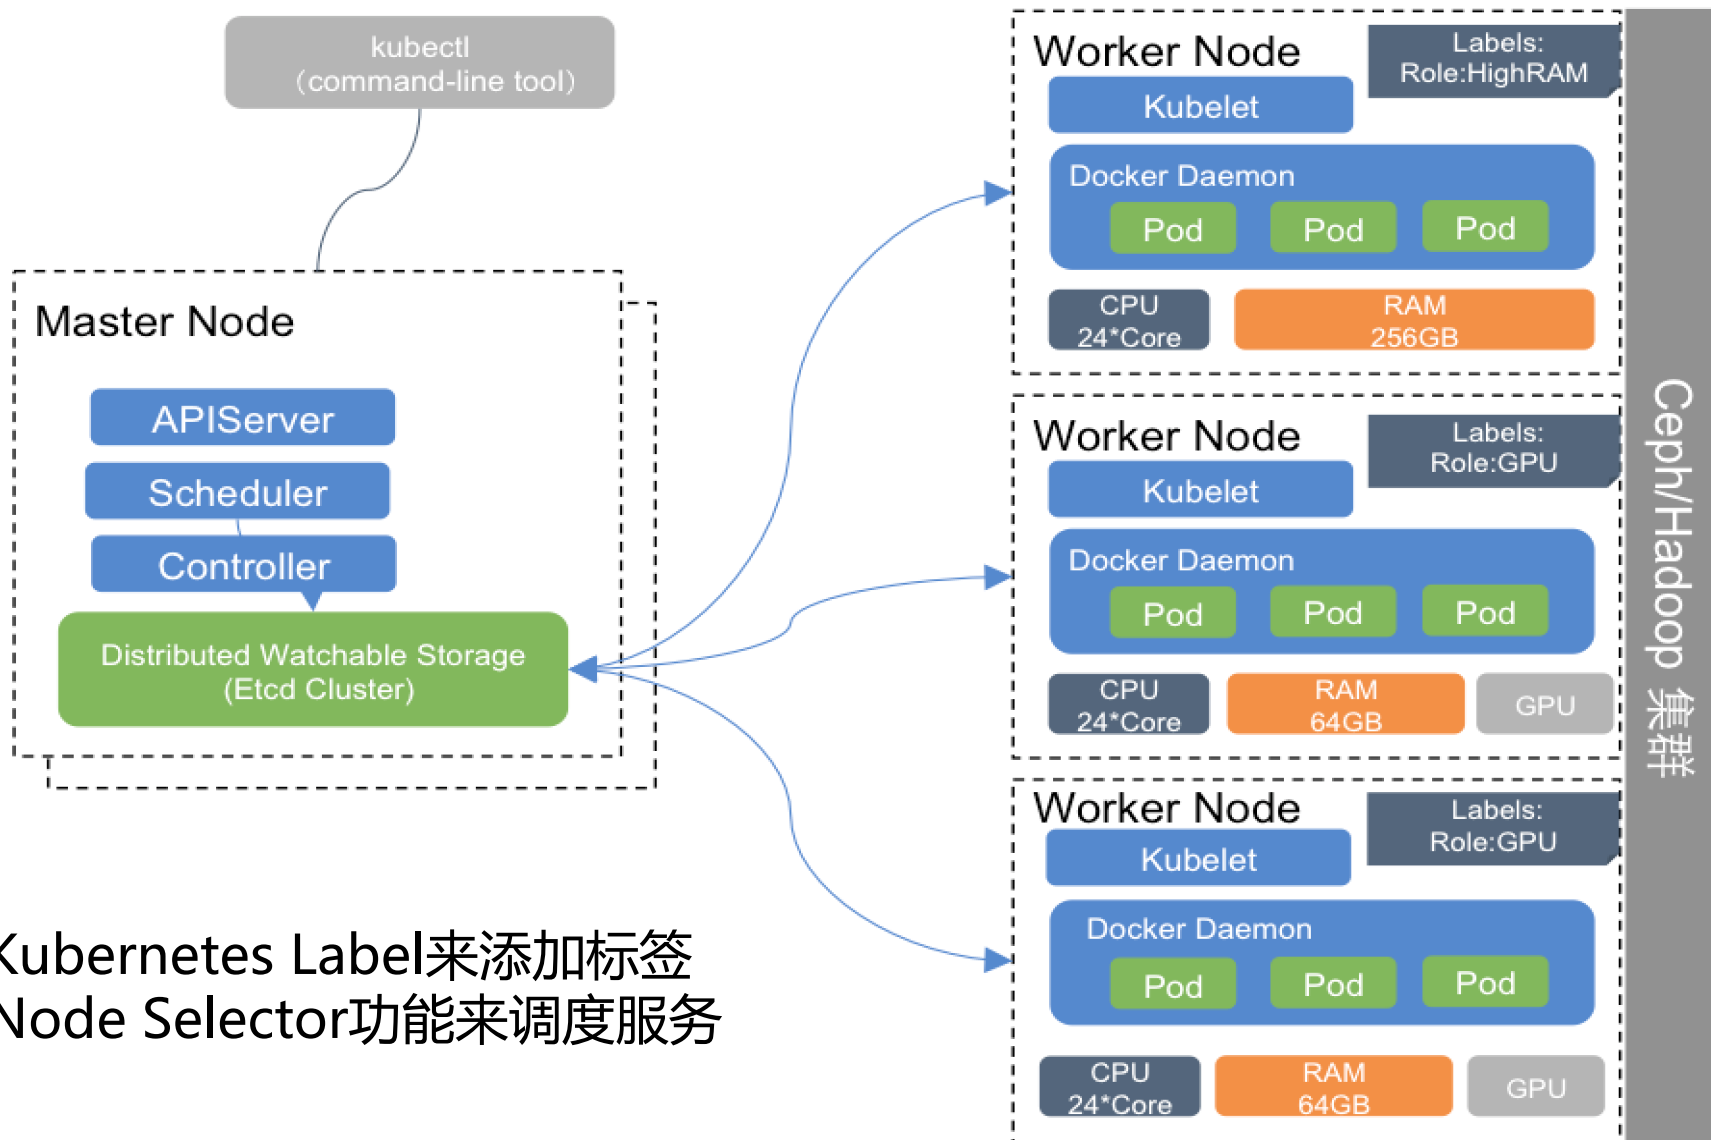 kubectl
（command-line tool）
Master Node
APIServer
Scheduler
Controller
Distributed Watchable Storage
(Etcd Cluster)
Kubernetes Label来添加标签
Node Selector功能来调度服务
Worker Node
Labels:
Role:HighRAM
Kubelet
Docker Daemon
Pod
Pod
Pod
CPU
24*Core
RAM
256GB
Worker Node
Labels:
Role:GPU
Kubelet
Docker Daemon
Pod
Pod
Pod
CPU
24*Core
RAM
64GB
GPU
Worker Node
Labels:
Role:GPU
Kubelet
Docker Daemon
Pod
Pod
Pod
CPU
24*Core
RAM
64GB
GPU
Ceph/Hadoop 集群